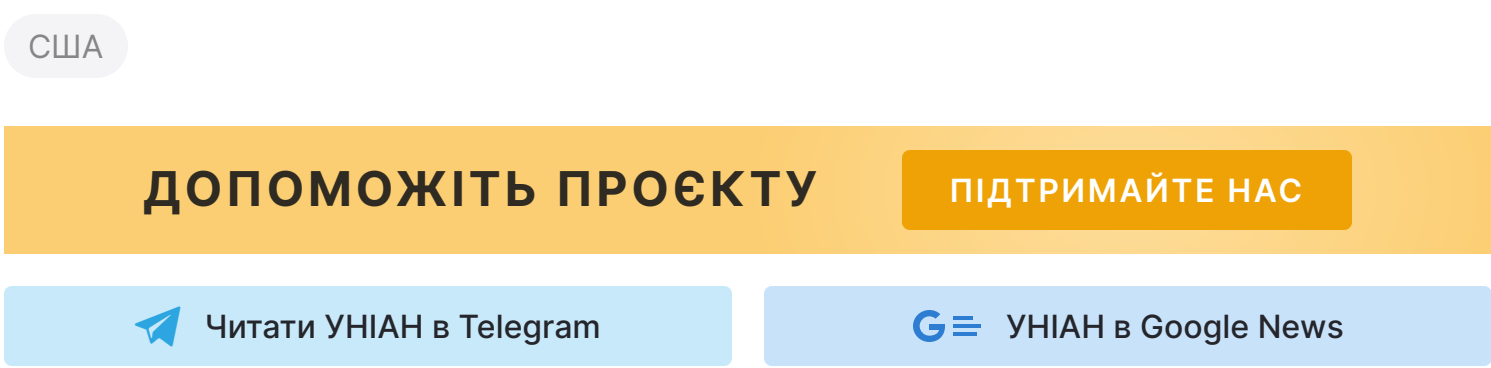 США
ДОПОМОЖІТЬ ПРОЄКТУ ПІДТРИМАЙТЕ НАС
Читати УНІАН в Telegram УНІАН в Google News